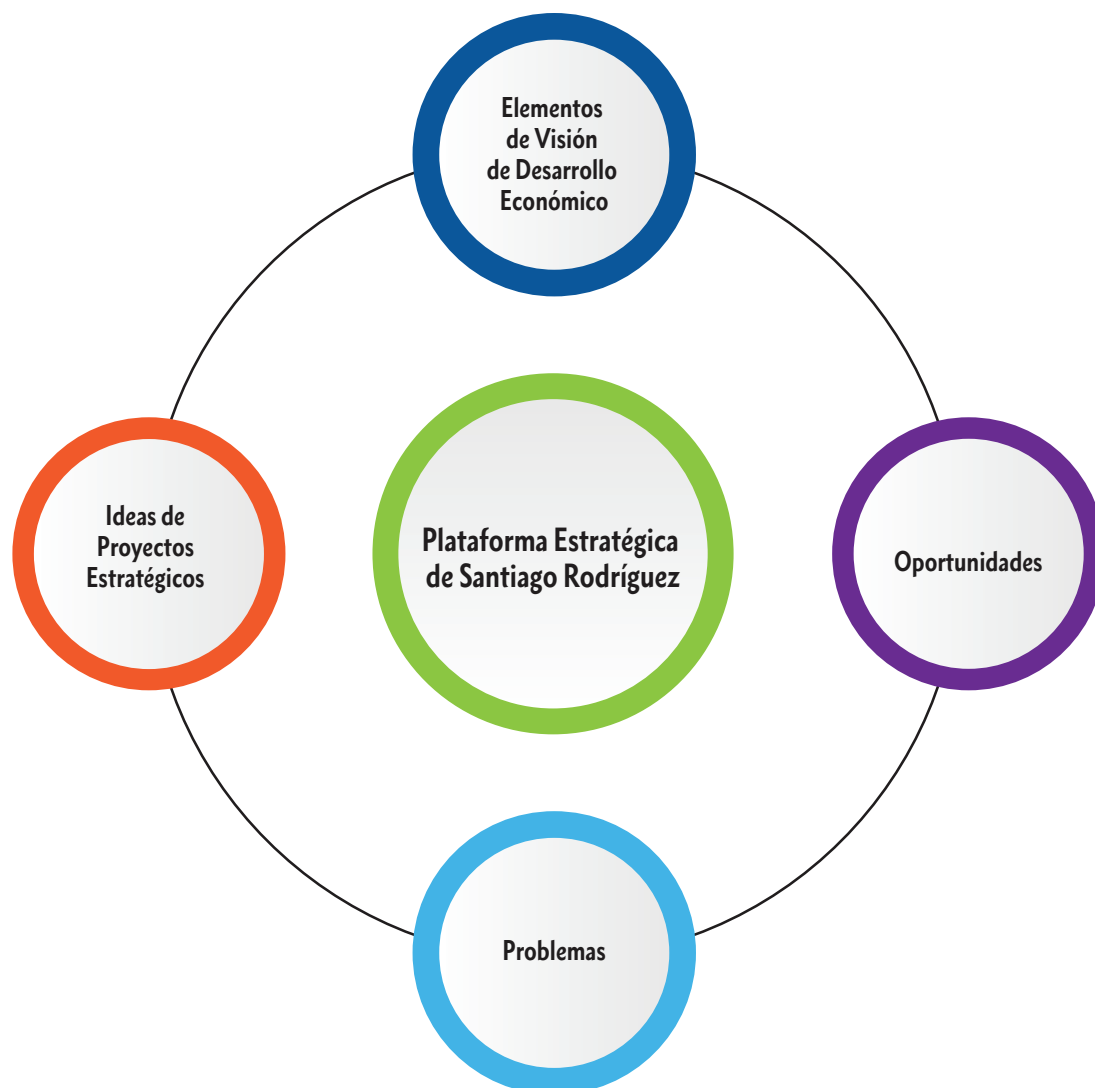 Elementos
de Visión
de Desarrollo
Económico
Ideas de
Proyectos
Estratégicos
Plataforma Estratégica
de Santiago Rodríguez
Oportunidades
Problemas